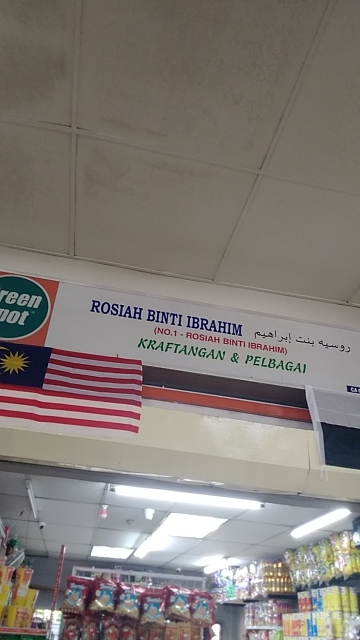 reen
pot
ROSIAH BINTI IBRAHIM روسيه بنت إبراهيم
(NO.1 - ROSIAH BINTI IBRAHIM)
KRAFTANGAN & PELBAGAI